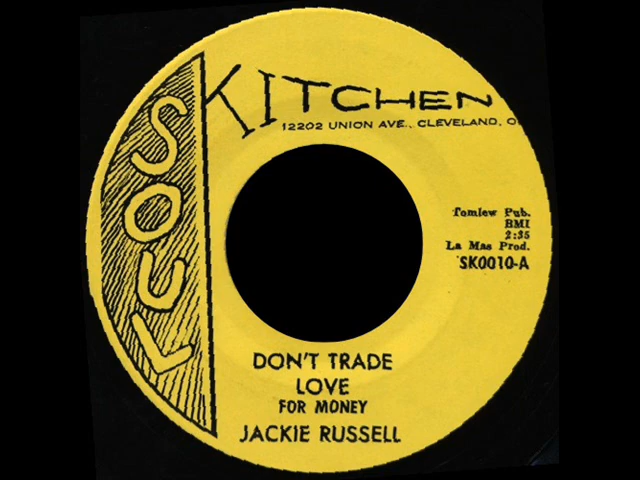 SOUL
KITCHEN
12202 UNION AVE., CLEVELAND, O
Tomlew Pub.
BMI
2:35
La Mas Prod.
SK0010-A
DON'T TRADE
LOVE
FOR MONEY
JACKIE RUSSELL